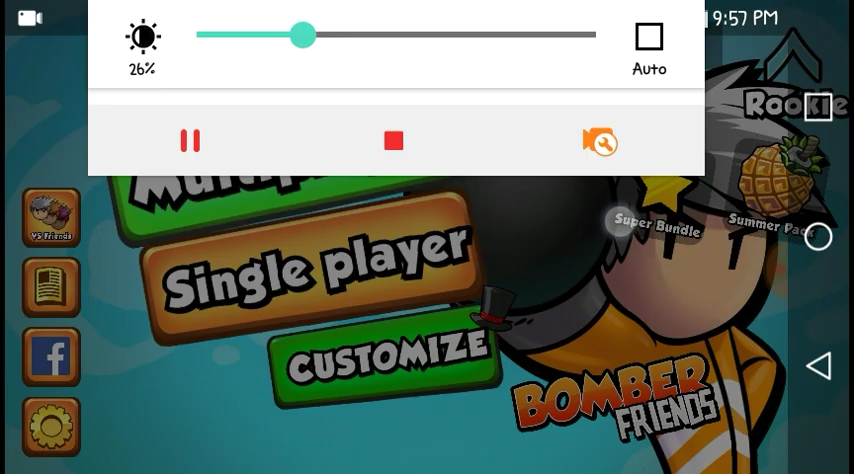 9:57 PM
26%
Auto
Rookie
VS Friends
Single player
Super Bundle
Summer Pack
CUSTOMIZE
BOMBER
FRIENDS